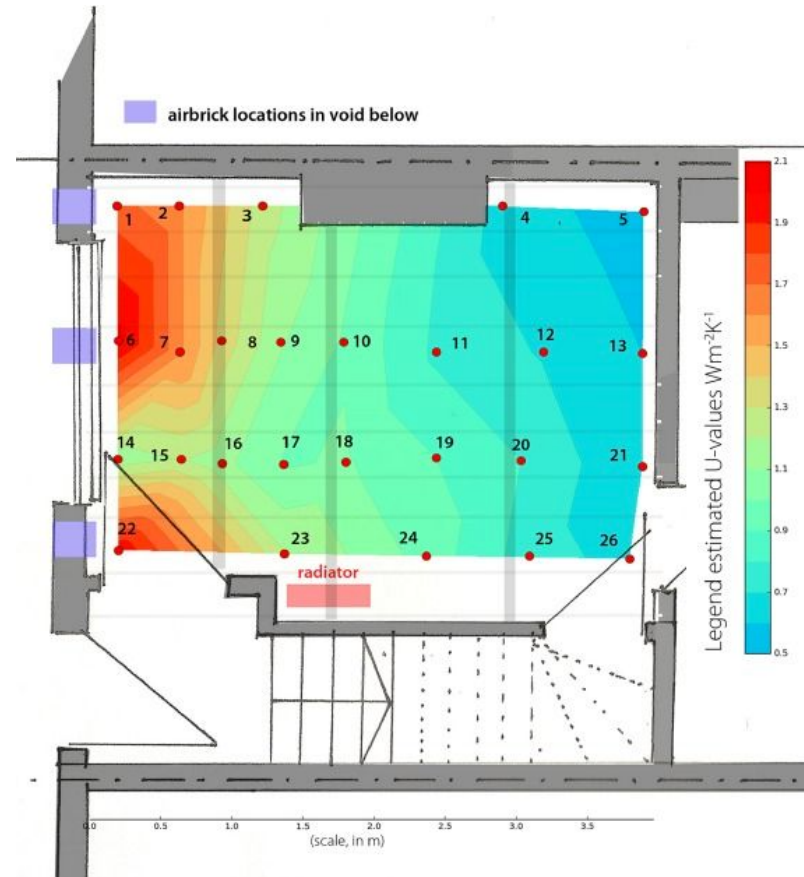 airbrick locations in void below
1 2 3 4 5
6 7 8 9 10 11 12 13
14 15 16 17 18 19 20 21
22 23 24 25 26
radiator
2.1
1.9
1.7
1.5
1.3
1.1
0.9
0.7
0.5
Legend estimated U-values Wm⁻²K⁻¹
0.0 0.5 1.0 1.5 2.0 2.5 3.0 3.5
(scale, in m)